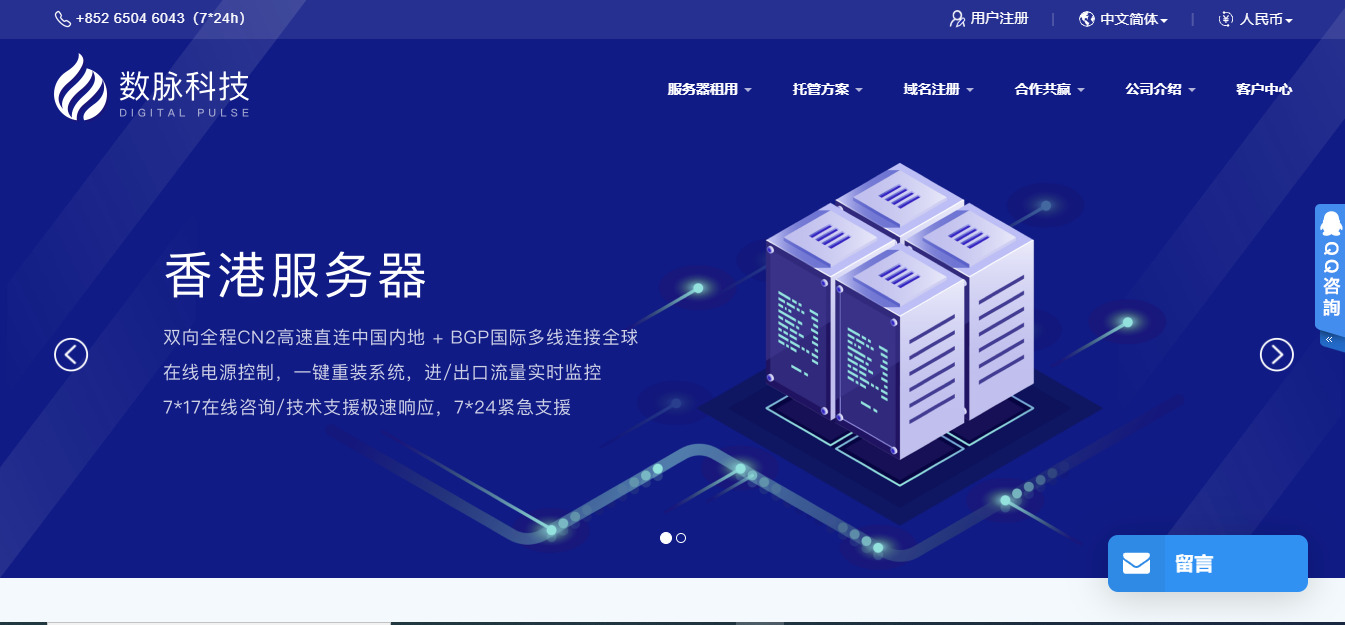 +852 6504 6043（7*24h）
用户注册
中文简体
人民币
数脉科技
DIGITAL PULSE
服务器租用
托管方案
域名注册
合作共赢
公司介绍
客户中心
香港服务器
双向全程CN2高速直连中国内地 + BGP国际多线连接全球
在线电源控制，一键重装系统，进/出口流量实时监控
7*17在线咨询/技术支援极速响应，7*24紧急支援
QQ咨詢
«
留言